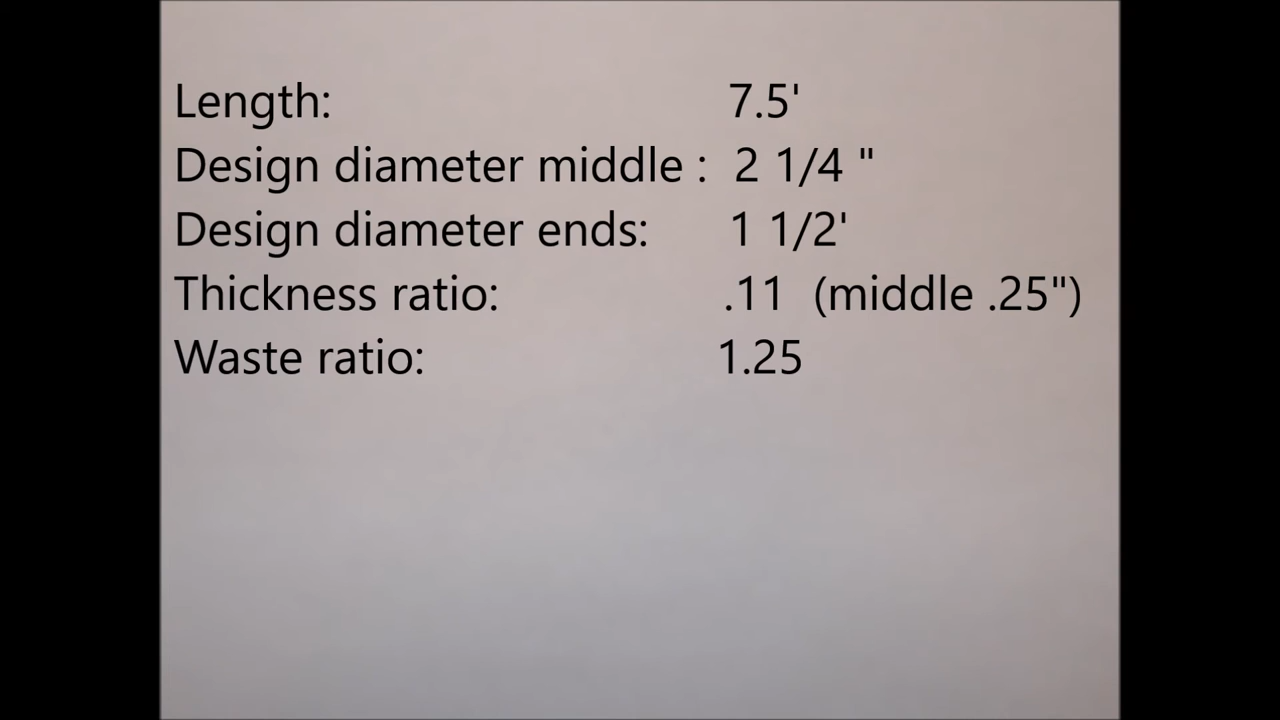 Length: 7.5'
Design diameter middle : 2 1/4 "
Design diameter ends: 1 1/2'
Thickness ratio: .11 (middle .25")
Waste ratio: 1.25